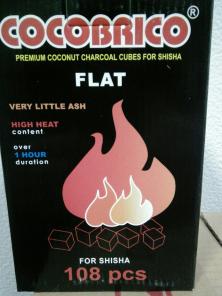 COCOBRICO®
PREMIUM COCONUT CHARCOAL CUBES FOR SHISHA
FLAT
VERY LITTLE ASH
HIGH HEAT
content
over
1 HOUR
duration
FOR SHISHA
108 pcs